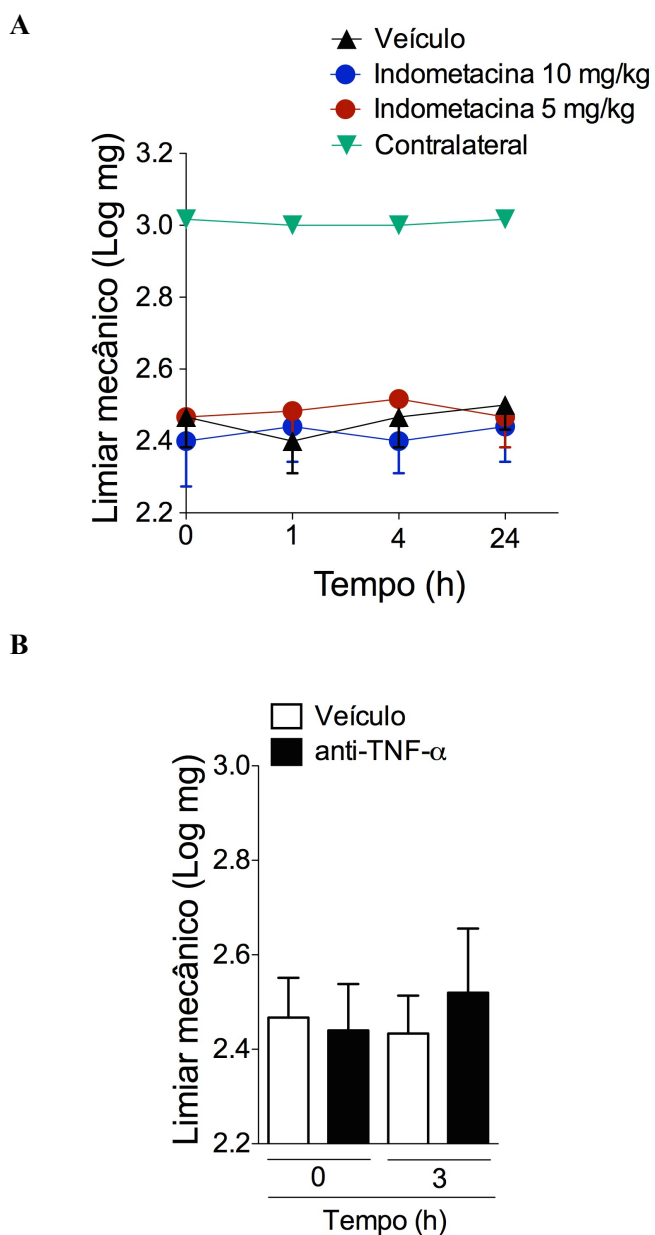 A
Veículo
Indometacina 10 mg/kg
Indometacina 5 mg/kg
Contralateral
Limiar mecânico (Log mg)
3.2
3.0
2.8
2.6
2.4
2.2
0 1 4 24
Tempo (h)
B
Veículo
anti-TNF-α
Limiar mecânico (Log mg)
3.0
2.8
2.6
2.4
2.2
0 3
Tempo (h)